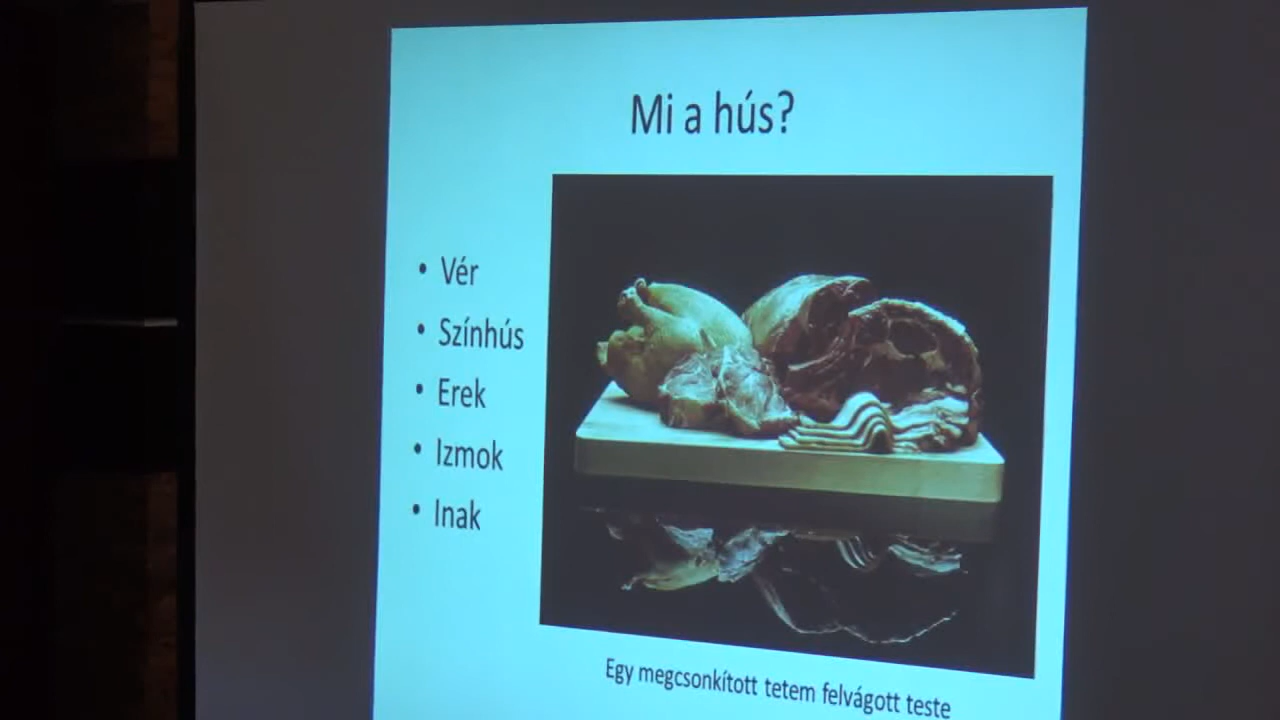 Mi a hús?
• Vér
• Színhús
• Erek
• Izmok
• Inak
Egy megcsonkított tetem felvágott teste